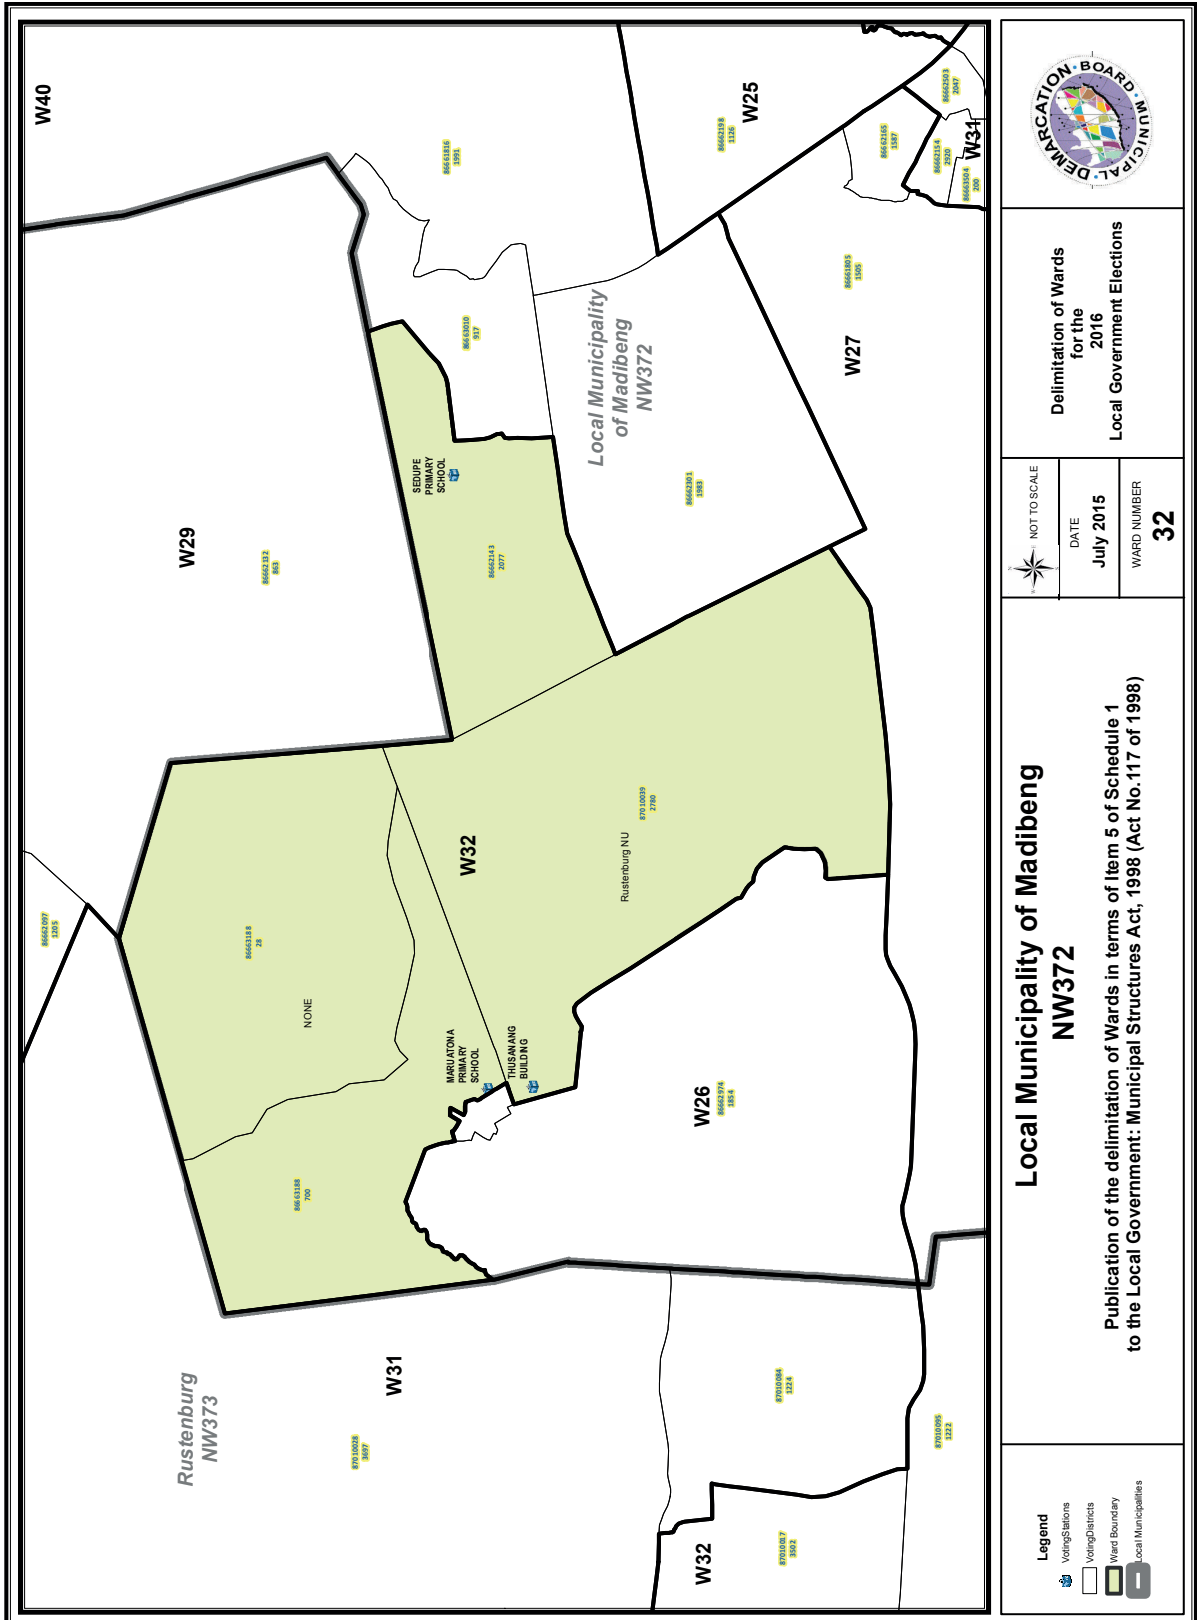 W40
W29
W25
W27
W31
W32
W26
W31
W32
Rustenburg
NW373
Local Municipality
of Madibeng
NW372
86662097
1205
86663188
28
NONE
86663188
700
86662132
863
86661816
1991
86663010
917
86662198
1126
86662503
2047
86662165
1587
86662154
2920
86663504
200
86661805
1505
86662301
1983
SEDUPE
PRIMARY
SCHOOL
86662143
2077
87010039
2780
Rustenburg NU
MARUATONA
PRIMARY
SCHOOL
THUSANANG
BUILDING
86662974
1854
87010028
3697
87010084
1224
87010095
1222
87010017
3502
Legend
VotingStations
VotingDistricts
Ward Boundary
Local Municipalities
Local Municipality of Madibeng
NW372
Publication of the delimitation of Wards in terms of Item 5 of Schedule 1
to the Local Government: Municipal Structures Act, 1998 (Act No.117 of 1998)
NOT TO SCALE
DATE
July 2015
WARD NUMBER
32
Delimitation of Wards
for the
2016
Local Government Elections
MUNICIPAL DEMARCATION BOARD